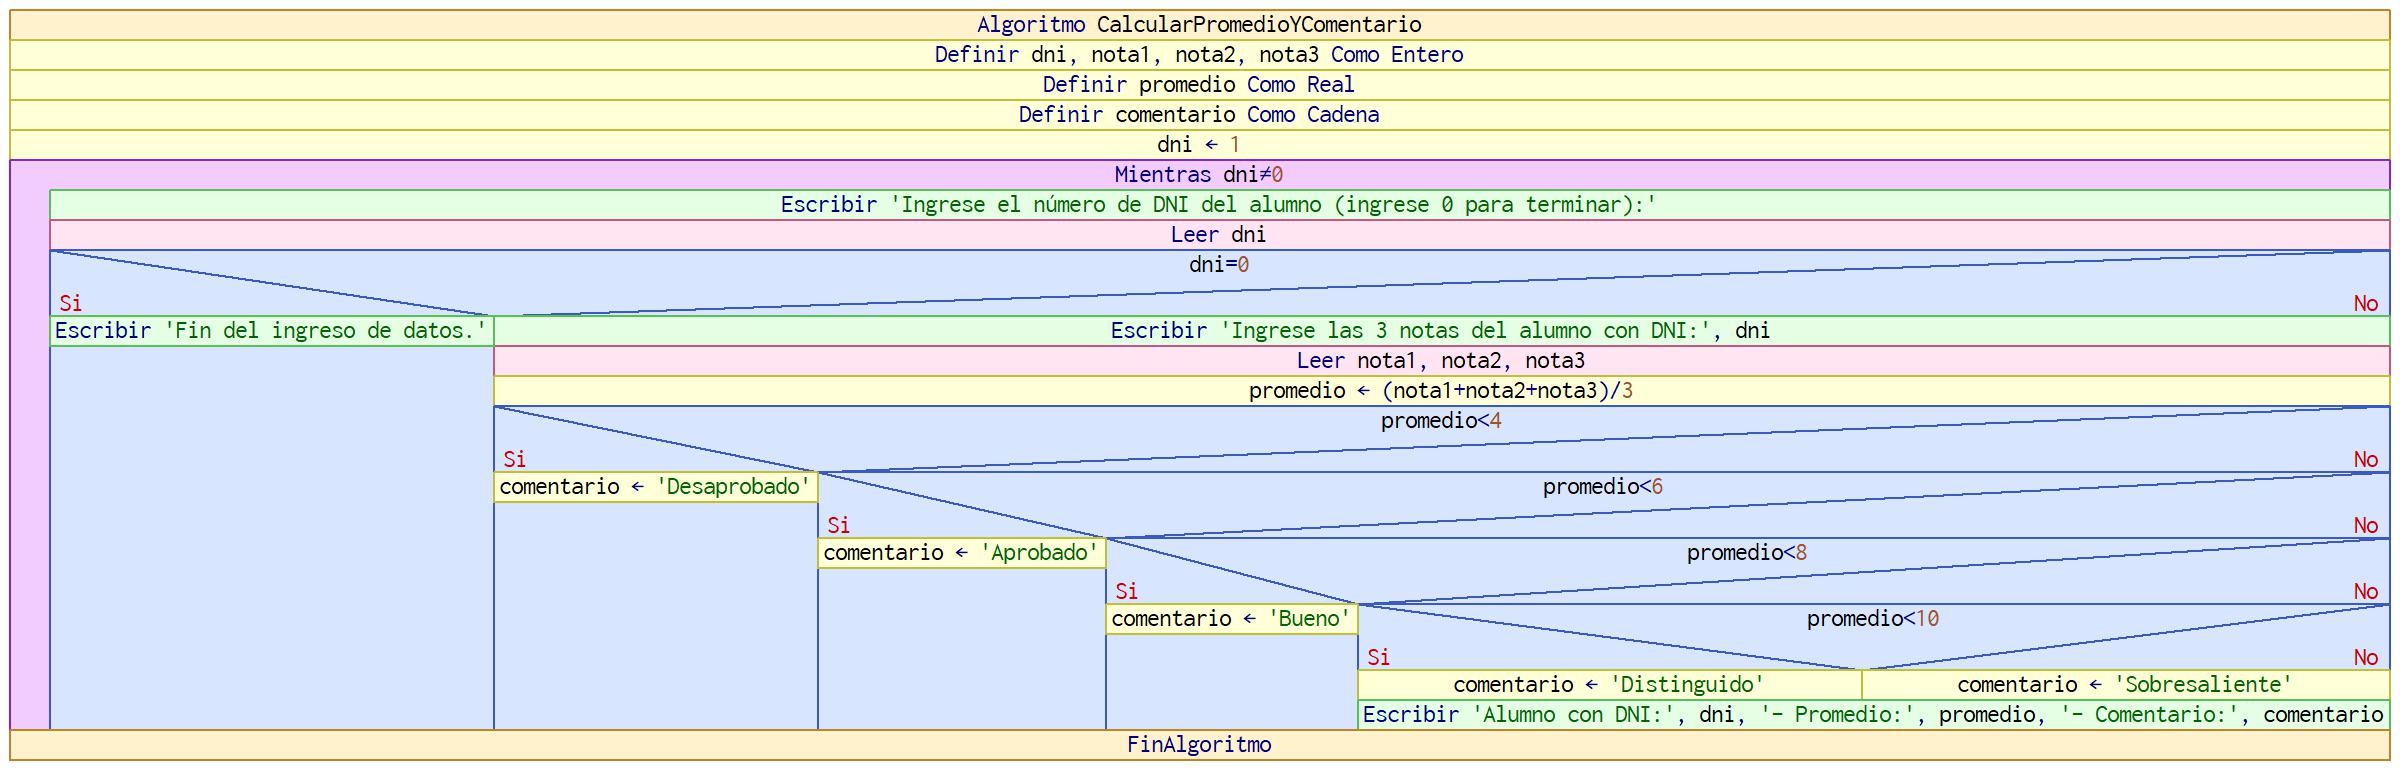 Algoritmo CalcularPromedioYComentario
Definir dni, nota1, nota2, nota3 Como Entero
Definir promedio Como Real
Definir comentario Como Cadena
dni ← 1
Mientras dni≠0
Escribir 'Ingrese el número de DNI del alumno (ingrese 0 para terminar):'
Leer dni
dni=0
Si
No
Escribir 'Fin del ingreso de datos.'
Escribir 'Ingrese las 3 notas del alumno con DNI:', dni
Leer nota1, nota2, nota3
promedio ← (nota1+nota2+nota3)/3
promedio<4
Si
No
comentario ← 'Desaprobado'
promedio<6
Si
No
comentario ← 'Aprobado'
promedio<8
Si
No
comentario ← 'Bueno'
promedio<10
Si
No
comentario ← 'Distinguido'
comentario ← 'Sobresaliente'
Escribir 'Alumno con DNI:', dni, '- Promedio:', promedio, '- Comentario:', comentario
FinAlgoritmo